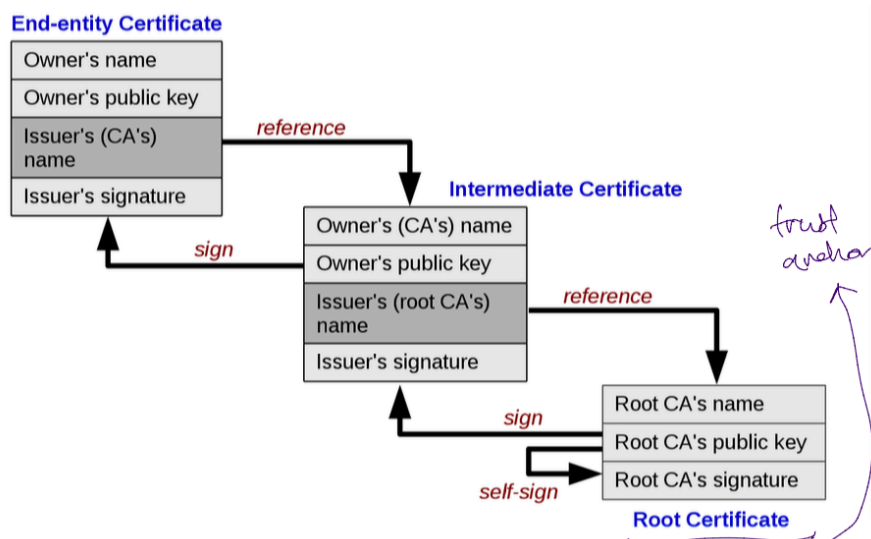 End-entity Certificate
Owner's name
Owner's public key
Issuer's (CA's)
name
Issuer's signature
reference
sign
Intermediate Certificate
Owner's (CA's) name
Owner's public key
Issuer's (root CA's)
name
Issuer's signature
reference
trust
anchor
sign
self-sign
Root CA's name
Root CA's public key
Root CA's signature
Root Certificate